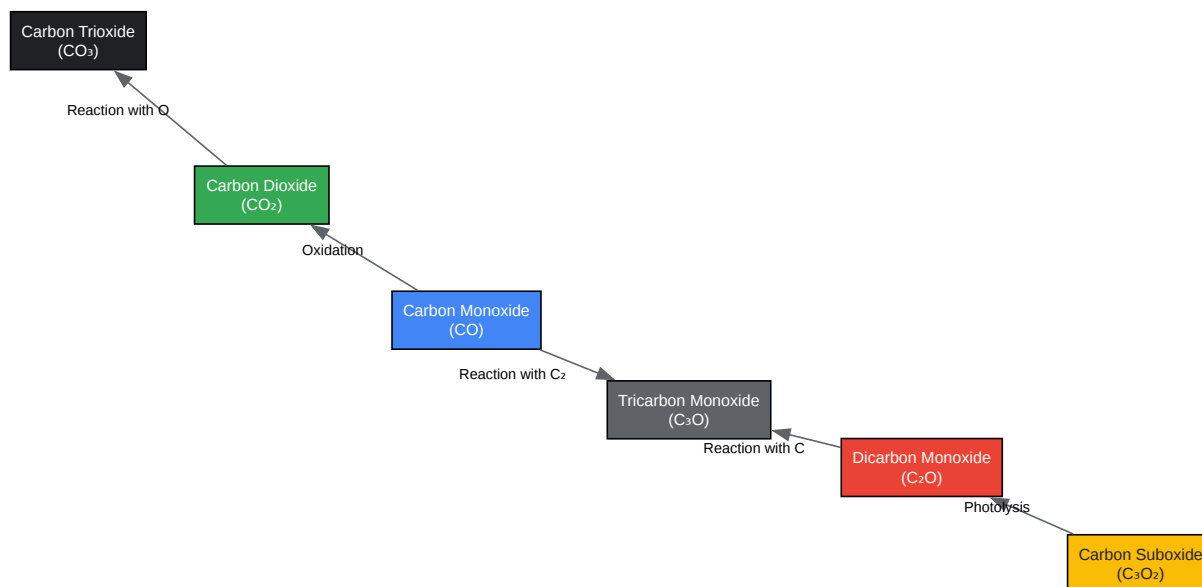 Carbon Trioxide
(CO₃)
Reaction with O
Carbon Dioxide
(CO₂)
Oxidation
Carbon Monoxide
(CO)
Reaction with C₂
Tricarbon Monoxide
(C₃O)
Reaction with C
Dicarbon Monoxide
(C₂O)
Photolysis
Carbon Suboxide
(C₃O₂)